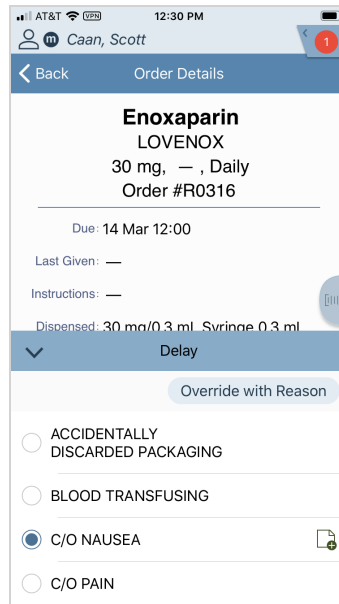 AT&T VPN 12:30 PM
m Caan, Scott 1
Back Order Details
Enoxaparin
LOVENOX
30 mg, — , Daily
Order #R0316
Due: 14 Mar 12:00
Last Given: —
Instructions: —
Dispensed: 30 mg/0.3 ml Syringe 0.3 ml
Delay
Override with Reason
ACCIDENTALLY
DISCARDED PACKAGING
BLOOD TRANSFUSING
C/O NAUSEA
C/O PAIN